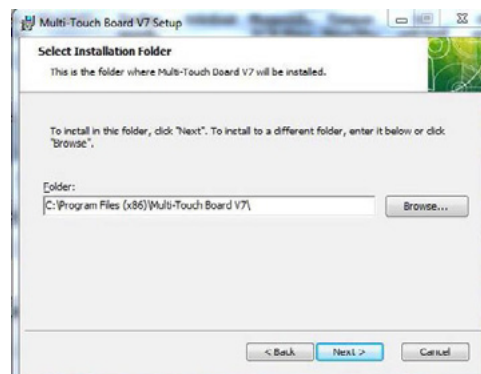 Multi-Touch Board V7 Setup
Select Installation Folder
This is the folder where Multi-Touch Board V7 will be installed.
To install in this folder, click "Next". To install to a different folder, enter it below or click
"Browse".
Folder:
C:\Program Files (x86)\Multi-Touch Board V7\
Browse...
< Back
Next >
Cancel